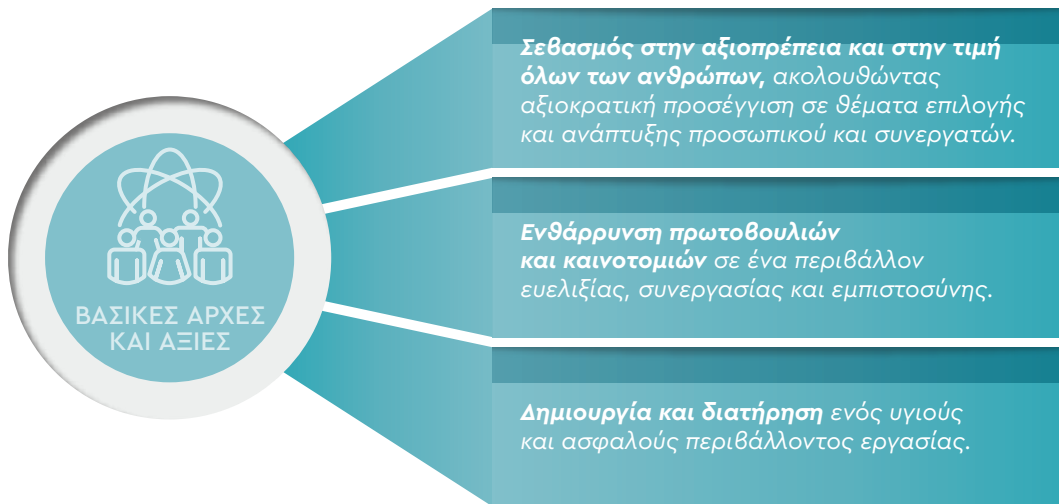 ΒΑΣΙΚΕΣ ΑΡΧΕΣ
ΚΑΙ ΑΞΙΕΣ
Σεβασμός στην αξιοπρέπεια και στην τιμή
όλων των ανθρώπων, ακολουθώντας
αξιοκρατική προσέγγιση σε θέματα επιλογής
και ανάπτυξης προσωπικού και συνεργατών.
Ενθάρρυνση πρωτοβουλιών
και καινοτομιών σε ένα περιβάλλον
ευελιξίας, συνεργασίας και εμπιστοσύνης.
Δημιουργία και διατήρηση ενός υγιούς
και ασφαλούς περιβάλλοντος εργασίας.